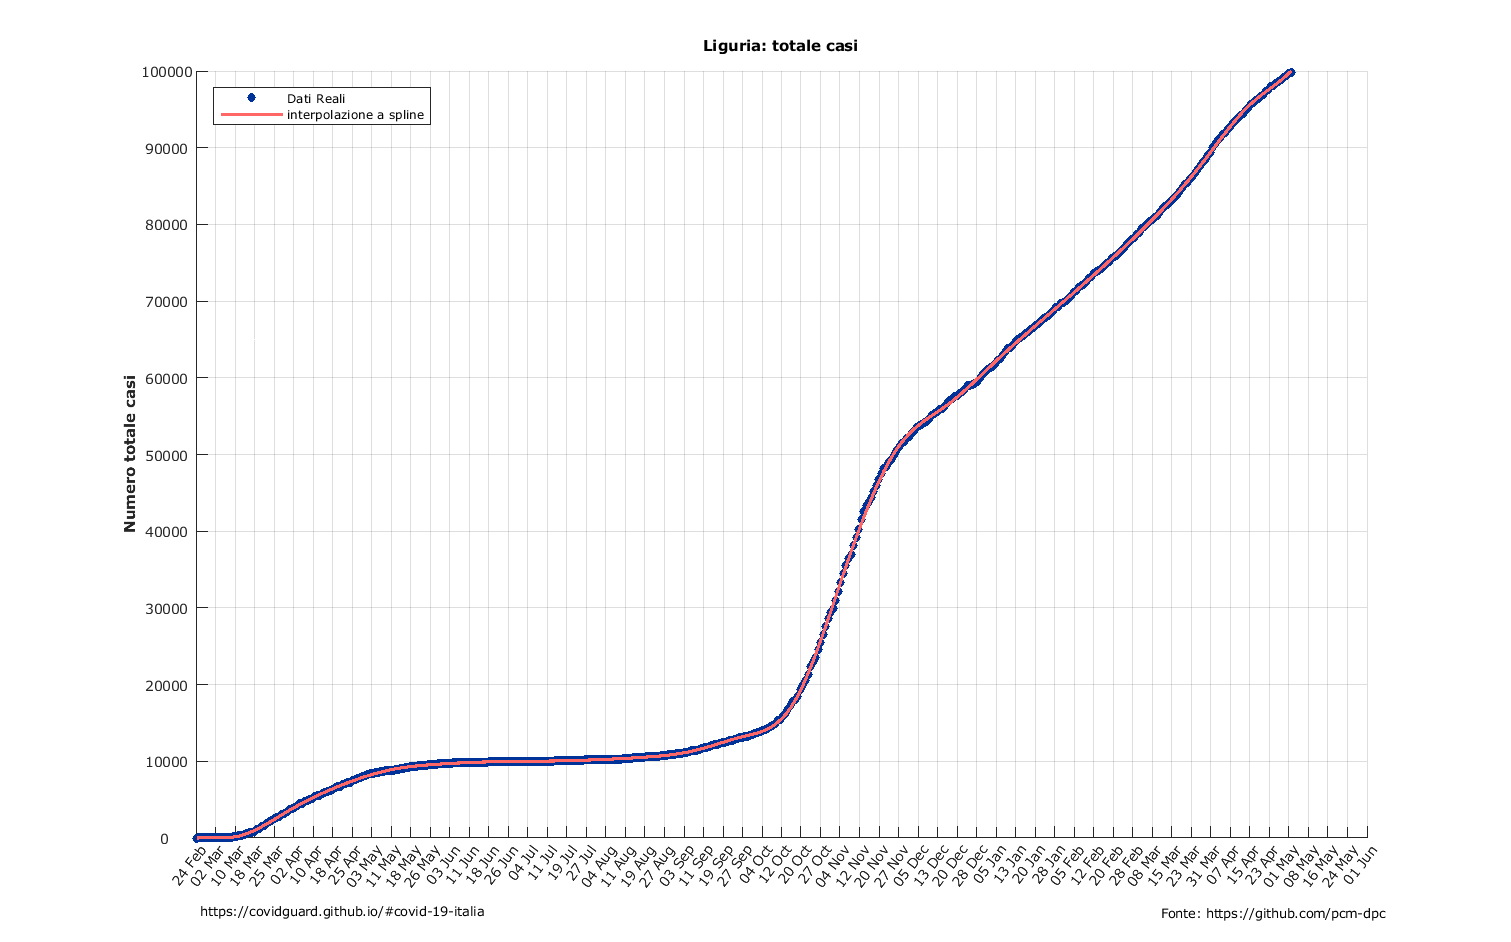 Liguria: totale casi
Dati Reali
interpolazione a spline
Numero totale casi
100000
90000
80000
70000
60000
50000
40000
30000
20000
10000
0
24 Feb
02 Mar
10 Mar
18 Mar
25 Mar
02 Apr
10 Apr
18 Apr
25 Apr
03 May
11 May
18 May
26 May
03 Jun
11 Jun
18 Jun
26 Jun
04 Jul
11 Jul
19 Jul
27 Jul
04 Aug
11 Aug
19 Aug
27 Aug
03 Sep
11 Sep
19 Sep
27 Sep
04 Oct
12 Oct
20 Oct
27 Oct
04 Nov
12 Nov
20 Nov
27 Nov
05 Dec
13 Dec
20 Dec
28 Dec
05 Jan
13 Jan
20 Jan
28 Jan
05 Feb
12 Feb
20 Feb
28 Feb
08 Mar
15 Mar
23 Mar
31 Mar
07 Apr
15 Apr
23 Apr
01 May
08 May
16 May
24 May
01 Jun
https://covidguard.github.io/#covid-19-italia
Fonte: https://github.com/pcm-dpc